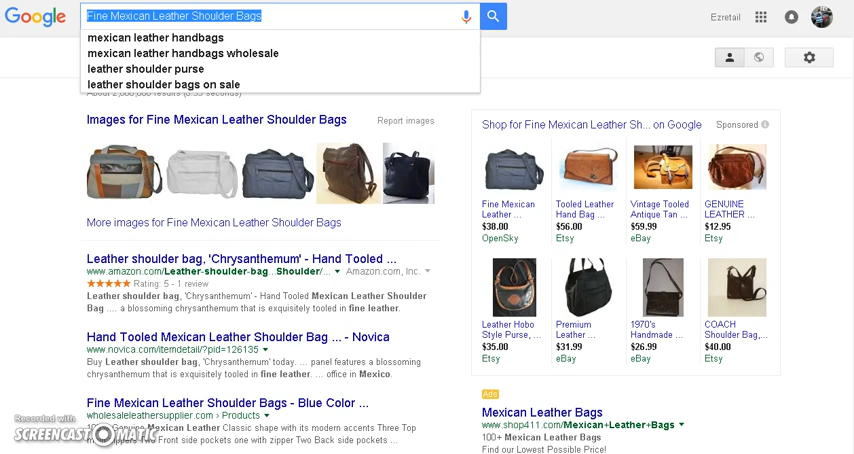 Google
Fine Mexican Leather Shoulder Bags
Ezretail
mexican leather handbags
mexican leather handbags wholesale
leather shoulder purse
leather shoulder bags on sale
Images for Fine Mexican Leather Shoulder Bags
Report images
More images for Fine Mexican Leather Shoulder Bags
Leather shoulder bag, 'Chrysanthemum' - Hand Tooled ...
www.amazon.com/Leather-shoulder-bag...Shoulder/... Amazon.com, Inc.
Rating: 5 - 1 review
Leather shoulder bag, 'Chrysanthemum' - Hand Tooled Mexican Leather Shoulder
Bag .... a blossoming chrysanthemum that is exquisitely tooled in fine leather.
Hand Tooled Mexican Leather Shoulder Bag ... - Novica
www.novica.com/itemdetail/?pid=126135
Buy Leather shoulder bag, 'Chrysanthemum' today. ... panel features a blossoming
chrysanthemum that is exquisitely tooled in fine leather. ... office in Mexico.
Fine Mexican Leather Shoulder Bags - Blue Color ...
wholesaleleathersupplier.com › Products
Genuine Mexican Leather Classic shape with its modern accents Three Top
Two Front side pockets one with zipper Two Back side pockets ...
Recorded with
SCREENCAST-O-MATIC
Shop for Fine Mexican Leather Sh... on Google
Sponsored
Fine Mexican
Leather ...
$38.00
OpenSky
Tooled Leather
Hand Bag ...
$56.00
Etsy
Vintage Tooled
Antique Tan ...
$59.99
eBay
GENUINE
LEATHER ...
$12.95
Etsy
Leather Hobo
Style Purse, ...
$35.00
Etsy
Premium
Leather ...
$31.99
eBay
1970's
Handmade ...
$26.99
eBay
COACH
Shoulder Bag,...
$40.00
Etsy
Ads
Mexican Leather Bags
www.shop411.com/Mexican+Leather+Bags
100+ Mexican Leather Bags
Find our Lowest Possible Price!